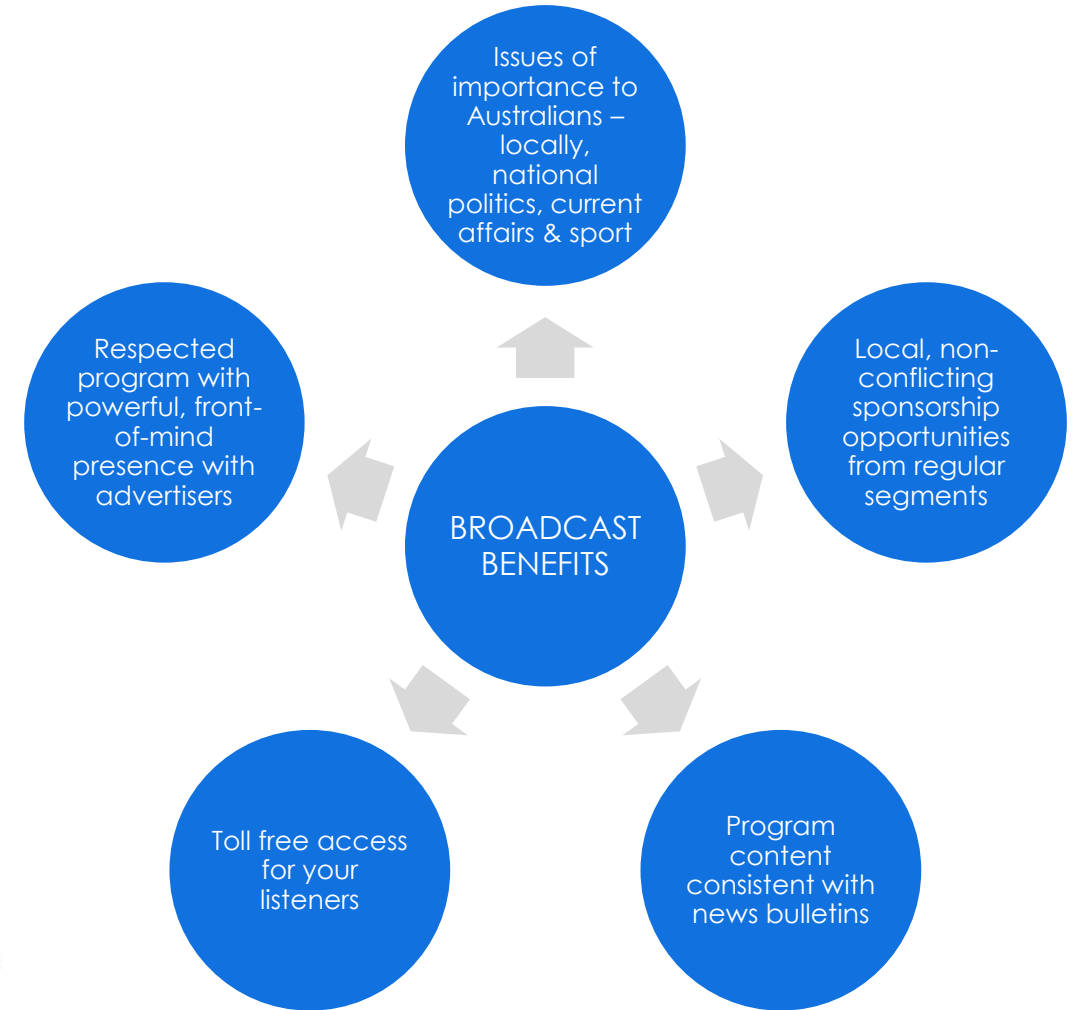 Issues of
importance to
Australians –
locally,
national
politics, current
affairs & sport
Respected
program with
powerful, front-
of-mind
presence with
advertisers
Local, non-
conflicting
sponsorship
opportunities
from regular
segments
BROADCAST
BENEFITS
Toll free access
for your
listeners
Program
content
consistent with
news bulletins